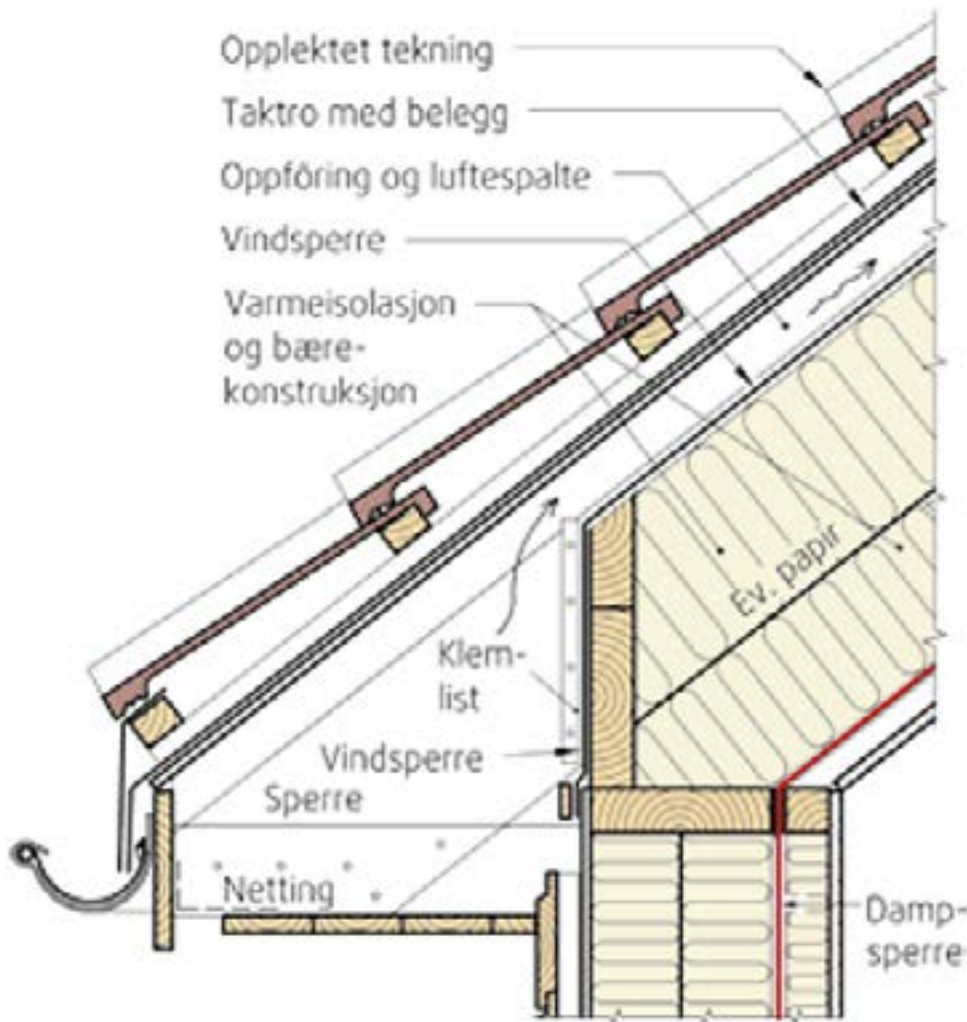 Opplektet tekning
Taktro med belegg
Oppfôring og luftespalte
Vindsperre
Varmeisolasjon
og bære-
konstruksjon
Ev. papir
Klem-
list
Vindsperre
Sperre
Netting
Damp-
sperre